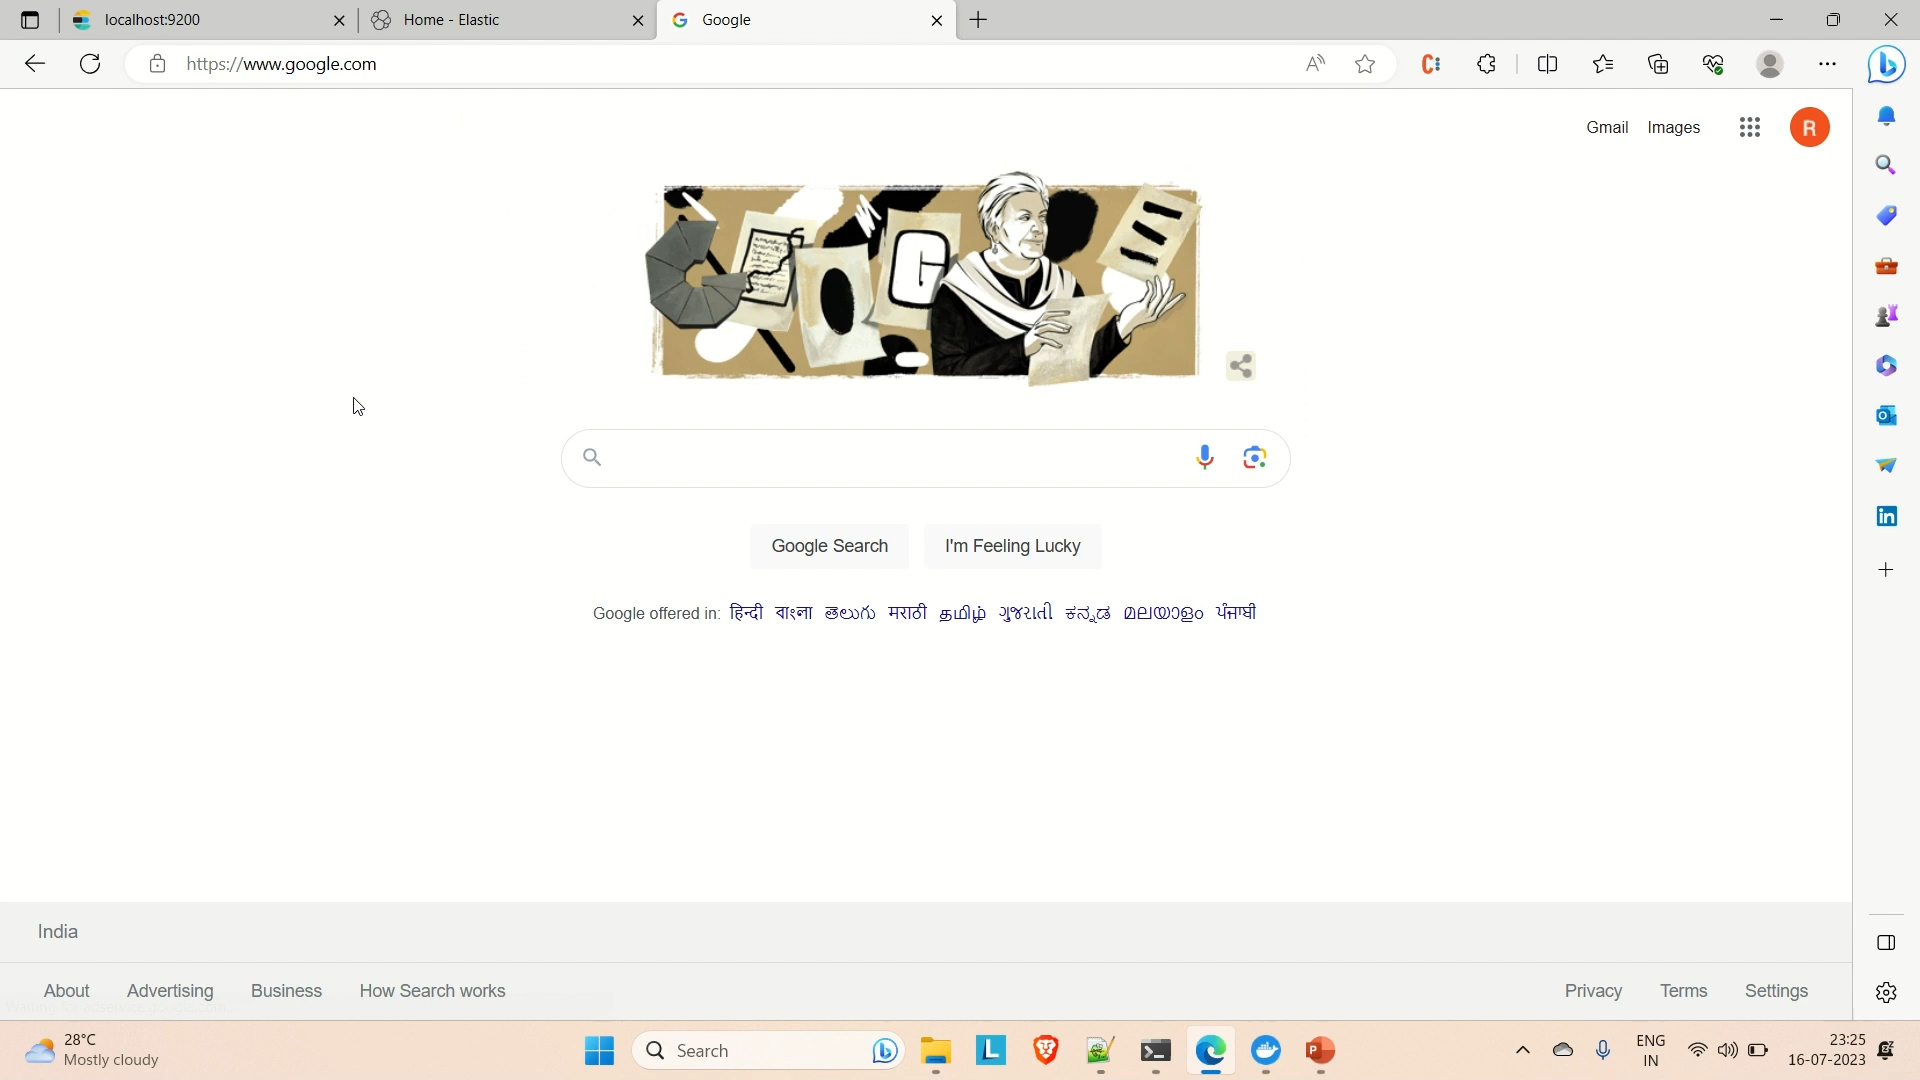 localhost:9200
Home - Elastic
Google
https://www.google.com
Gmail Images
R
G
Google Search I'm Feeling Lucky
Google offered in: हिन्दी বাংলা తెలుగు मराठी தமிழ் ગુજરાતી ಕನ್ನಡ മലയാളം ਪੰਜਾਬੀ
India
About Advertising Business How Search works
Privacy Terms Settings
28°C
Mostly cloudy
Search
ENG
IN
23:25
16-07-2023